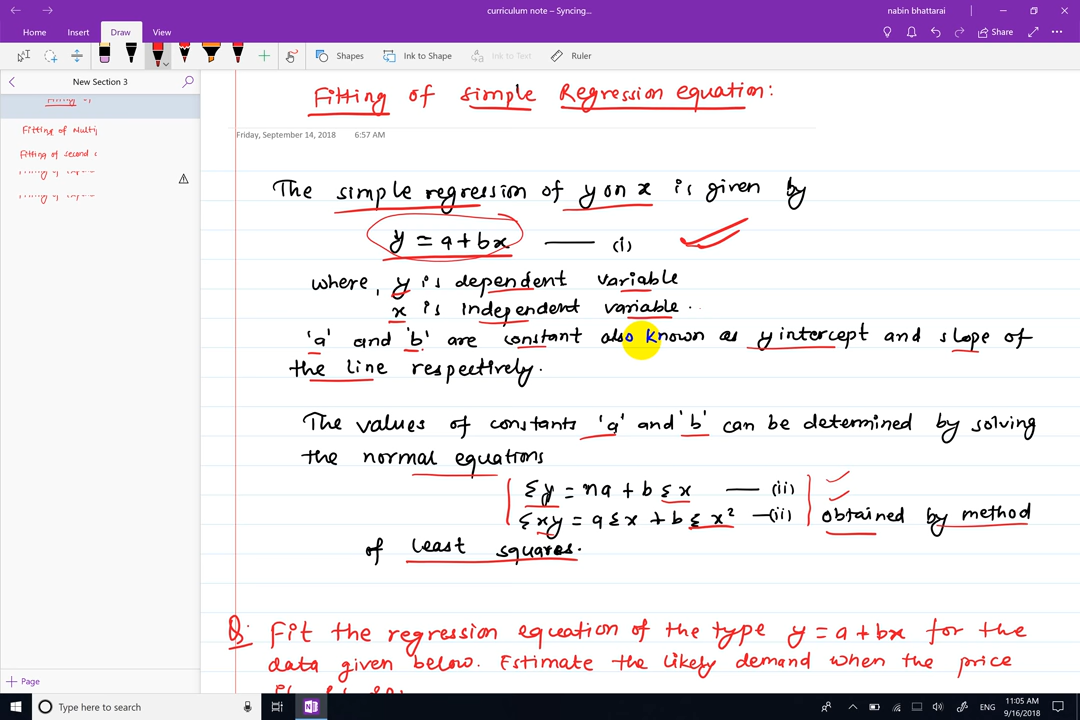 curriculum note - Syncing...
nabin bhattarai
Home Insert Draw View
Share
Shapes Ink to Shape Ink to Text Ruler
New Section 3
Fitting of Multip
Fitting of second
Fitting of Simple Regression equation:
Friday, September 14, 2018 6:57 AM
The simple regression of y on x is given by
y = a + bx —— (i)
where, y is dependent variable
x is independent variable.
'a' and 'b' are constant also known as y intercept and slope of
the line respectively.
The values of constants 'a' and 'b' can be determined by solving
the normal equations
Σy = na + b Σx —— (ii)
Σxy = aΣx + bΣx² — (ii) obtained by method
of least squares.
Q: Fit the regression equation of the type y = a + bx for the
data given below. Estimate the likely demand when the price
+ Page
Type here to search
ENG
11:05 AM
9/16/2018